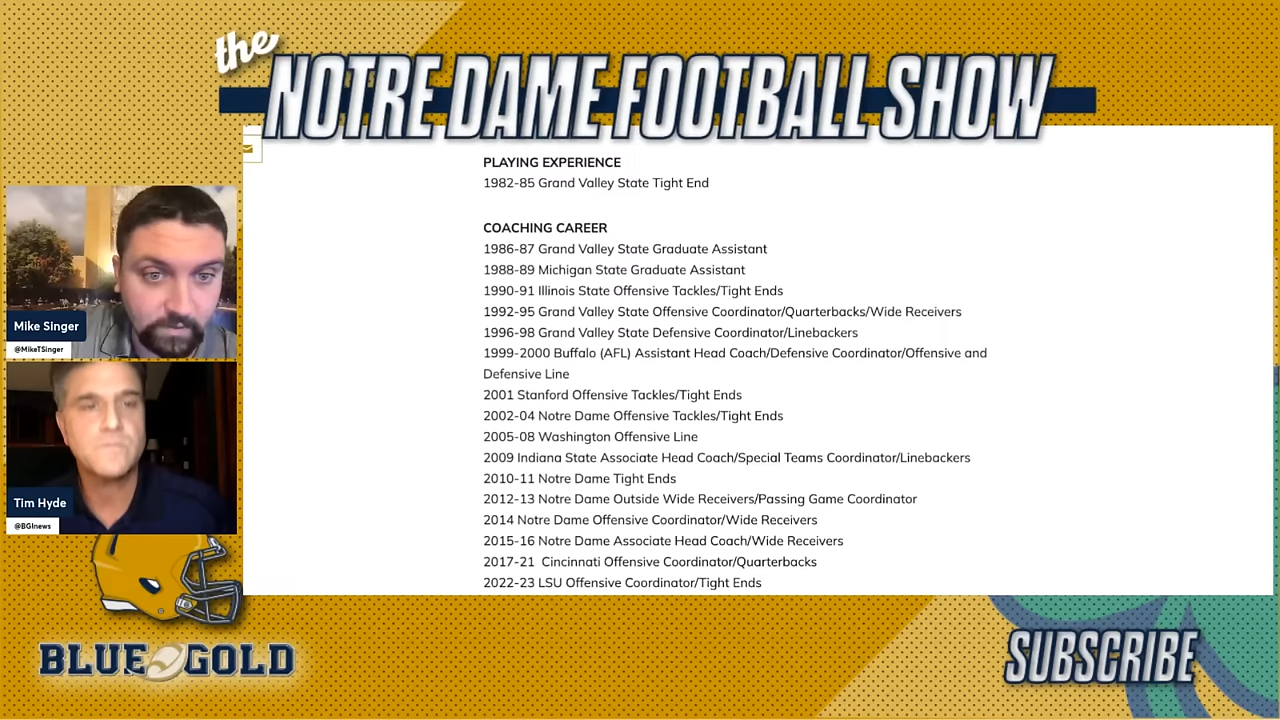 the
NOTRE DAME FOOTBALL SHOW
PLAYING EXPERIENCE
1982-85 Grand Valley State Tight End
COACHING CAREER
1986-87 Grand Valley State Graduate Assistant
1988-89 Michigan State Graduate Assistant
1990-91 Illinois State Offensive Tackles/Tight Ends
1992-95 Grand Valley State Offensive Coordinator/Quarterbacks/Wide Receivers
1996-98 Grand Valley State Defensive Coordinator/Linebackers
1999-2000 Buffalo (AFL) Assistant Head Coach/Defensive Coordinator/Offensive and
Defensive Line
2001 Stanford Offensive Tackles/Tight Ends
2002-04 Notre Dame Offensive Tackles/Tight Ends
2005-08 Washington Offensive Line
2009 Indiana State Associate Head Coach/Special Teams Coordinator/Linebackers
2010-11 Notre Dame Tight Ends
2012-13 Notre Dame Outside Wide Receivers/Passing Game Coordinator
2014 Notre Dame Offensive Coordinator/Wide Receivers
2015-16 Notre Dame Associate Head Coach/Wide Receivers
2017-21 Cincinnati Offensive Coordinator/Quarterbacks
2022-23 LSU Offensive Coordinator/Tight Ends
Mike Singer
@MikeTSinger
Tim Hyde
@BGInews
BLUE GOLD
SUBSCRIBE